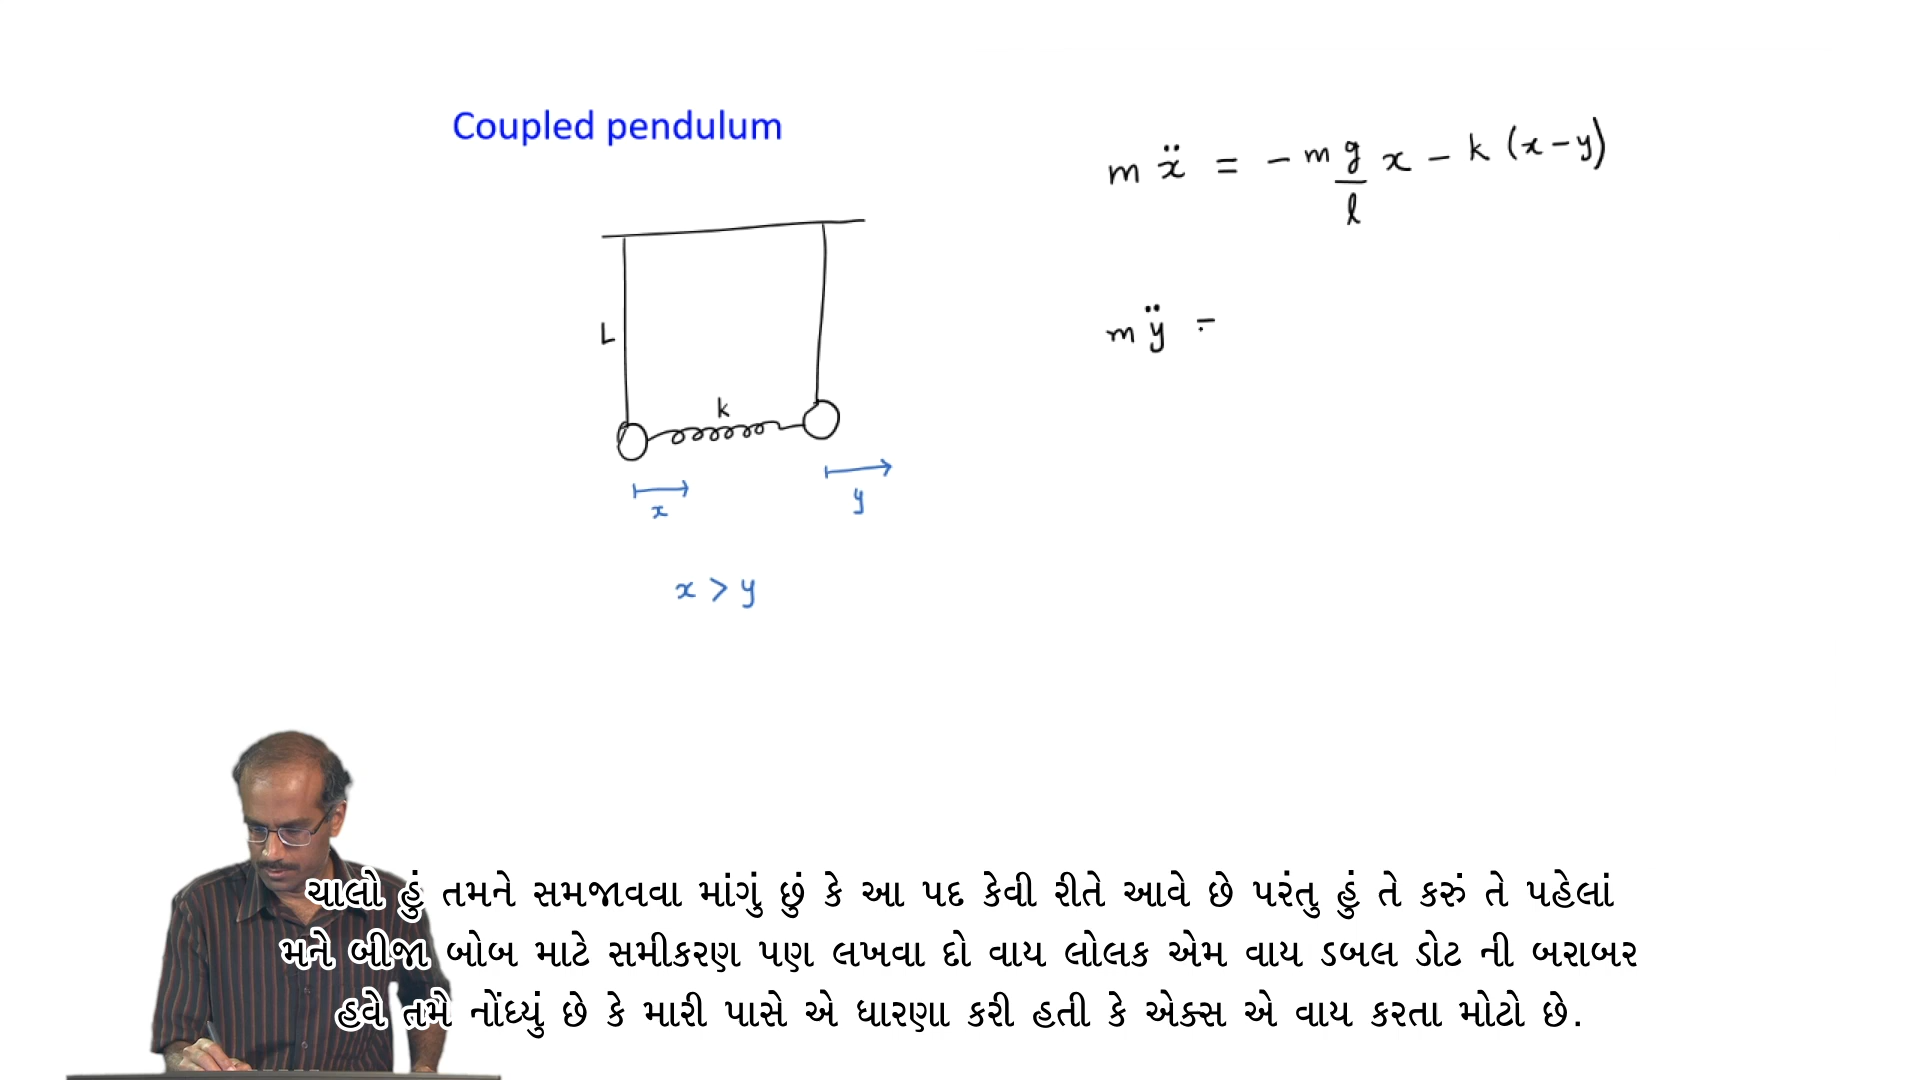 Coupled pendulum
m ẍ = - m g/l x - k (x-y)
m ÿ =
L
k
x
y
x > y
ચાલો હું તમને સમજાવવા માંગું છું કે આ પદ કેવી રીતે આવે છે પરંતુ હું તે કરું તે પહેલાં
મને બીજા બોબ માટે સમીકરણ પણ લખવા દો વાય લોલક એમ વાય ડબલ ડોટ ની બરાબર
હવે તમે નોંધ્યું છે કે મારી પાસે એ ધારણા કરી હતી કે એક્સ એ વાય કરતા મોટો છે.